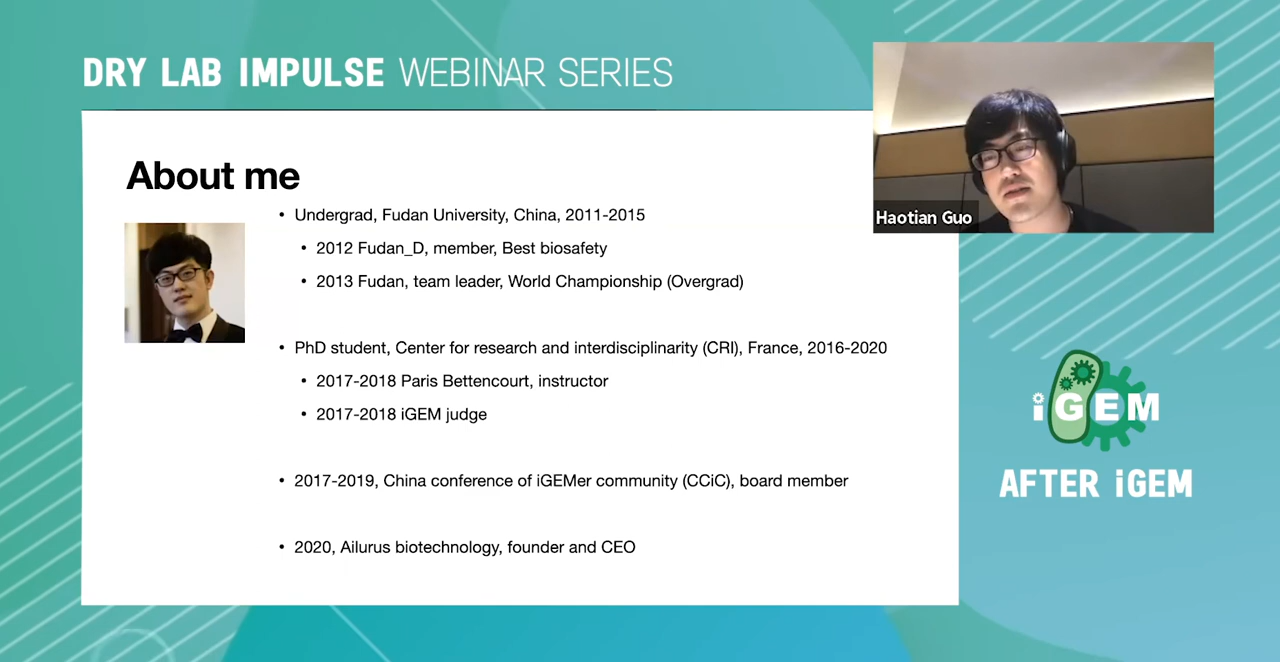 DRY LAB IMPULSE WEBINAR SERIES
About me
• Undergrad, Fudan University, China, 2011-2015
• 2012 Fudan_D, member, Best biosafety
• 2013 Fudan, team leader, World Championship (Overgrad)
• PhD student, Center for research and interdisciplinarity (CRI), France, 2016-2020
• 2017-2018 Paris Bettencourt, instructor
• 2017-2018 iGEM judge
• 2017-2019, China conference of iGEMer community (CCiC), board member
• 2020, Ailurus biotechnology, founder and CEO
Haotian Guo
iGEM
AFTER iGEM